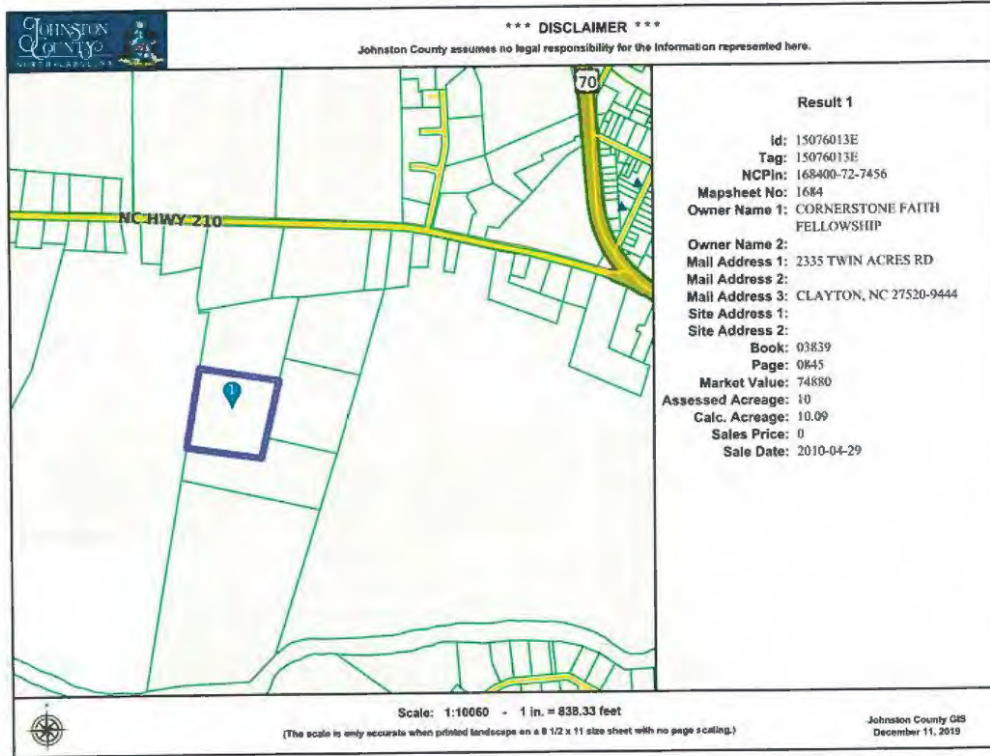 JOHNSTON
COUNTY
NORTH CAROLINA
*** DISCLAIMER ***
Johnston County assumes no legal responsibility for the information represented here.
70
NC HWY 210
1
Result 1
id: 15076013E
Tag: 15076013E
NCPin: 168400-72-7456
Mapsheet No: 1684
Owner Name 1: CORNERSTONE FAITH
FELLOWSHIP
Owner Name 2:
Mail Address 1: 2335 TWIN ACRES RD
Mail Address 2:
Mail Address 3: CLAYTON, NC 27520-9444
Site Address 1:
Site Address 2:
Book: 03839
Page: 0845
Market Value: 74880
Assessed Acreage: 10
Calc. Acreage: 10.09
Sales Price: 0
Sale Date: 2010-04-29
Scale: 1:10060 - 1 in. = 838.33 feet
(The scale is only accurate when printed landscape on a 8 1/2 x 11 size sheet with no page scaling.)
Johnston County GIS
December 11, 2019